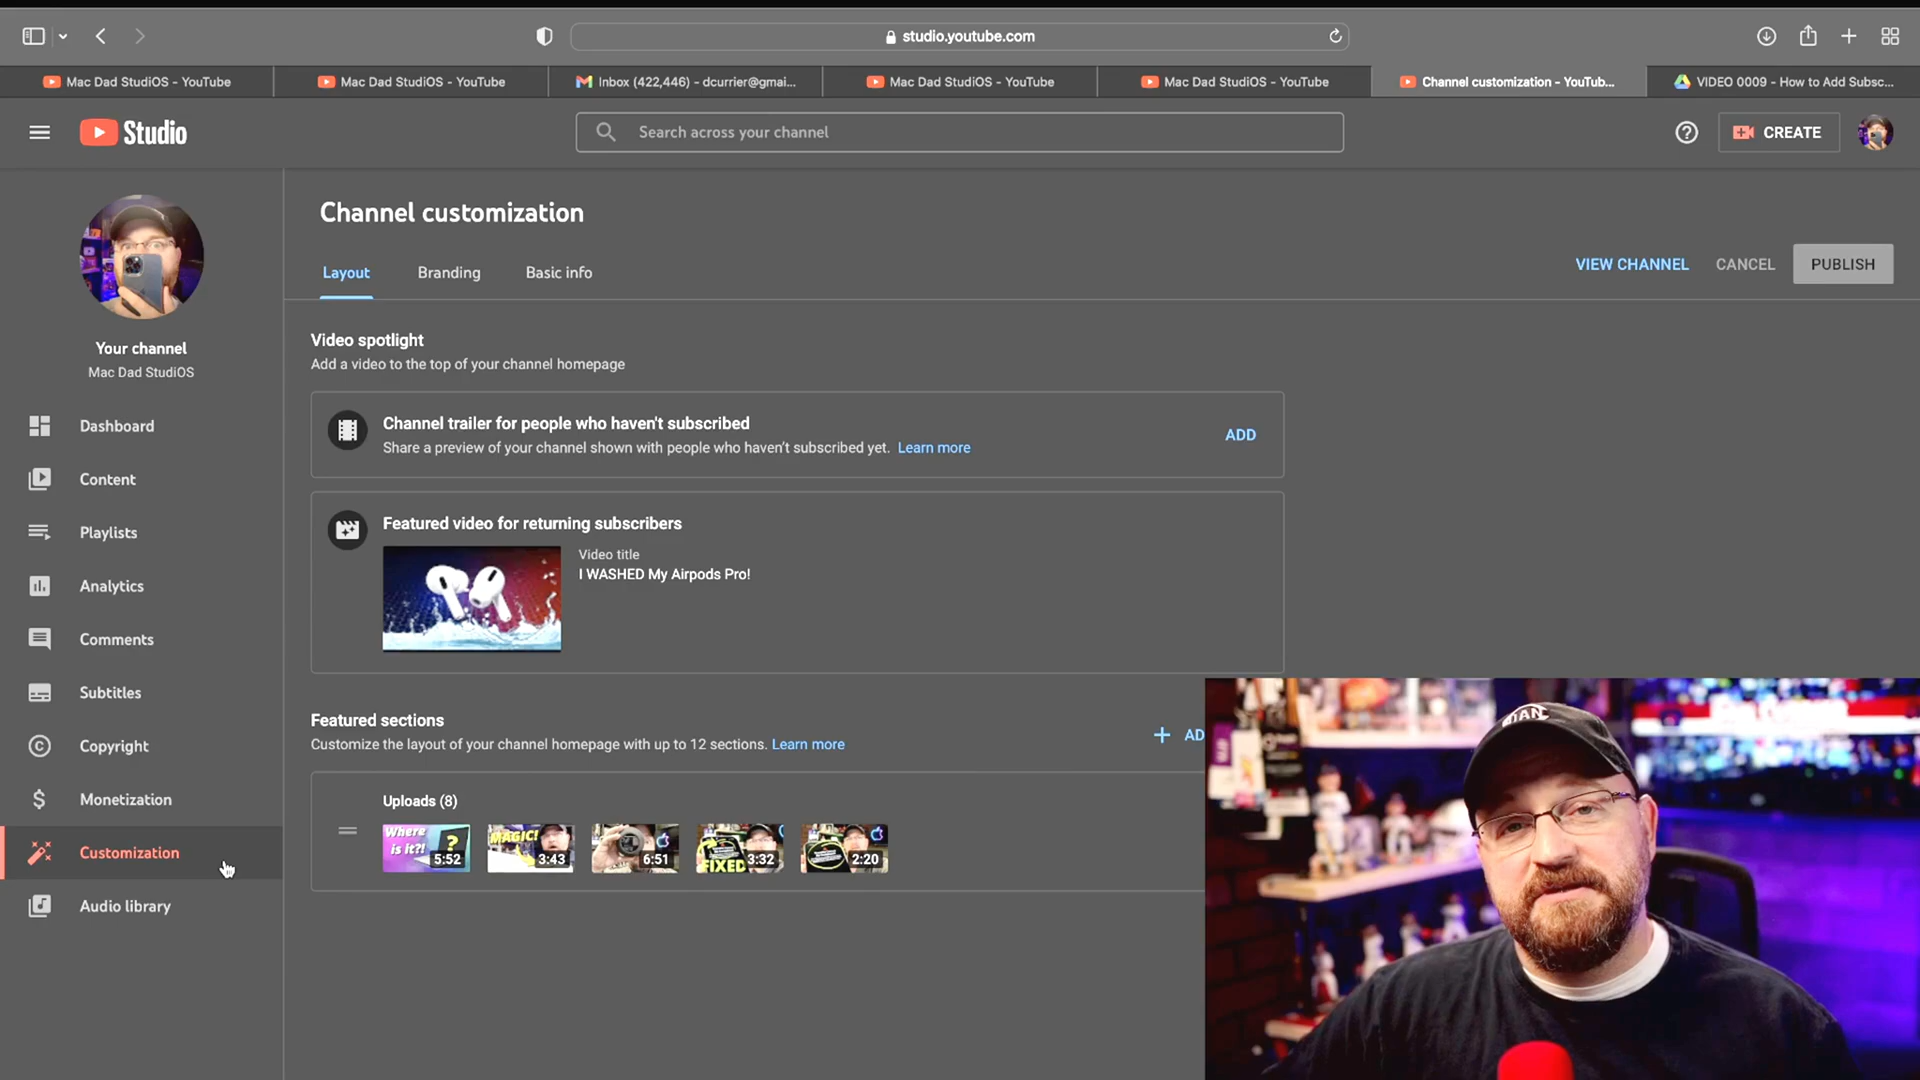 studio.youtube.com
Mac Dad StudiOS - YouTube
Mac Dad StudiOS - YouTube
Inbox (422,446) - dcurrier@gmai...
Mac Dad StudiOS - YouTube
Mac Dad StudiOS - YouTube
Channel customization - YouTub...
VIDEO 0009 - How to Add Subsc...
Studio
Search across your channel
CREATE
Channel customization
Layout
Branding
Basic info
VIEW CHANNEL
CANCEL
PUBLISH
Your channel
Mac Dad StudiOS
Dashboard
Content
Playlists
Analytics
Comments
Subtitles
Copyright
Monetization
Customization
Audio library
Video spotlight
Add a video to the top of your channel homepage
Channel trailer for people who haven't subscribed
Share a preview of your channel shown with people who haven't subscribed yet. Learn more
ADD
Featured video for returning subscribers
Video title
I WASHED My Airpods Pro!
Featured sections
Customize the layout of your channel homepage with up to 12 sections. Learn more
+ AD
Uploads (8)
Where is it?!
5:52
MAGIC!
3:43
6:51
FIXED
3:32
2:20